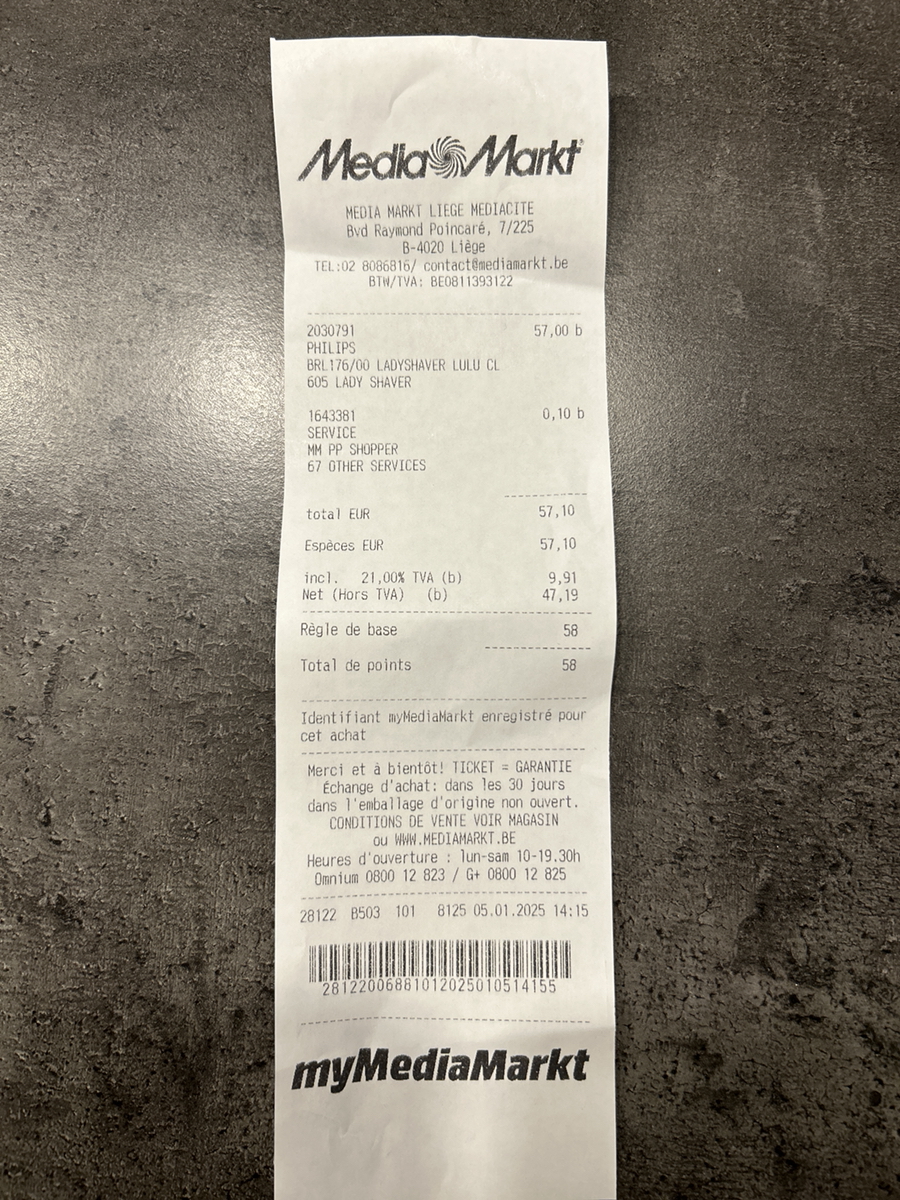 MediaMarkt®
MEDIA MARKT LIEGE MEDIACITE
Bvd Raymond Poincaré, 7/225
B-4020 Liège
TEL:02 8086816/ contact@mediamarkt.be
BTW/TVA: BE0811393122
2030791 57,00 b
PHILIPS
BRL176/00 LADYSHAVER LULU CL
605 LADY SHAVER
1643381 0,10 b
SERVICE
MM PP SHOPPER
67 OTHER SERVICES
total EUR 57,10
Espèces EUR 57,10
incl. 21,00% TVA (b) 9,91
Net (Hors TVA) (b) 47,19
Règle de base 58
Total de points 58
Identifiant myMediaMarkt enregistré pour
cet achat
Merci et à bientôt! TICKET = GARANTIE
Échange d'achat: dans les 30 jours
dans l'emballage d'origine non ouvert.
CONDITIONS DE VENTE VOIR MAGASIN
ou WWW.MEDIAMARKT.BE
Heures d'ouverture : lun-sam 10-19.30h
Omnium 0800 12 823 / G+ 0800 12 825
28122 B503 101 8125 05.01.2025 14:15
28122006881012025010514155
myMediaMarkt